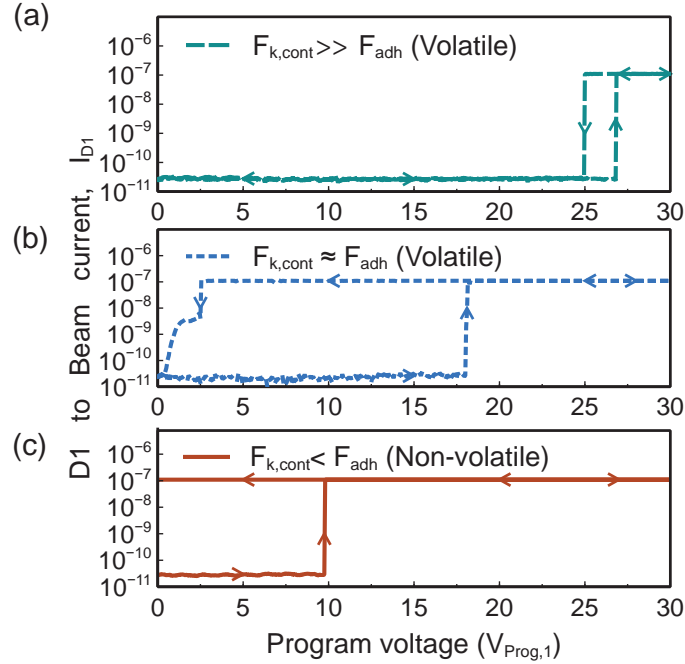 (a)
10⁻⁶
10⁻⁷
10⁻⁸
10⁻⁹
10⁻¹⁰
10⁻¹¹
F_k,cont >> F_adh (Volatile)
0 5 10 15 20 25 30
(b)
10⁻⁶
10⁻⁷
10⁻⁸
10⁻⁹
10⁻¹⁰
10⁻¹¹
F_k,cont ≈ F_adh (Volatile)
0 5 10 15 20 25 30
(c)
10⁻⁶
10⁻⁷
10⁻⁸
10⁻⁹
10⁻¹⁰
10⁻¹¹
F_k,cont < F_adh (Non-volatile)
0 5 10 15 20 25 30
D1 to Beam current, I_D1
Program voltage (V_Prog,1)